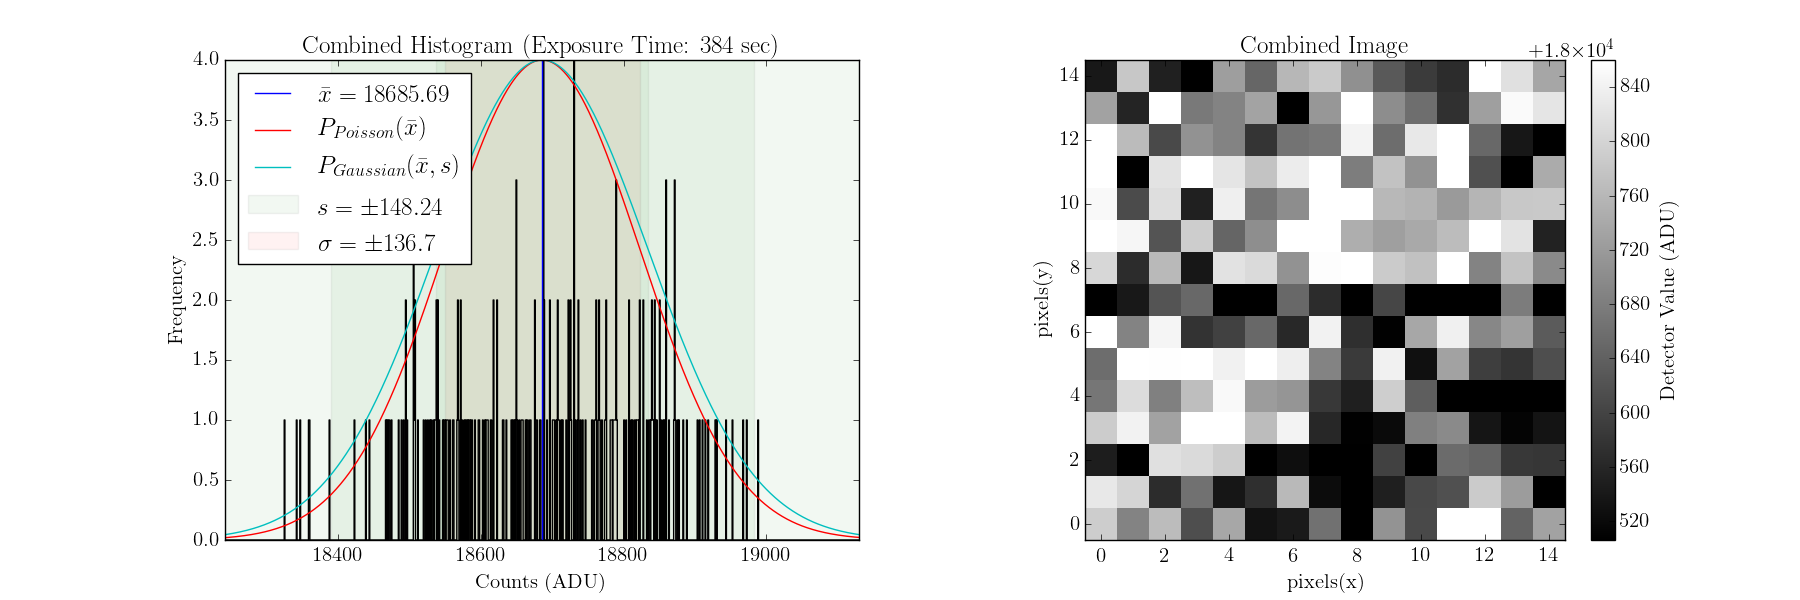 Combined Histogram (Exposure Time: 384 sec)
4.0
3.5
3.0
2.5
2.0
1.5
1.0
0.5
0.0
Frequency
x̄ = 18685.69
P_Poisson(x̄)
P_Gaussian(x̄, s)
s = ±148.24
σ = ±136.7
18400 18600 18800 19000
Counts (ADU)
Combined Image
+1.8×10⁴
14
12
10
8
6
4
2
0
pixels(y)
0 2 4 6 8 10 12 14
pixels(x)
840
800
760
720
680
640
600
560
520
Detector Value (ADU)